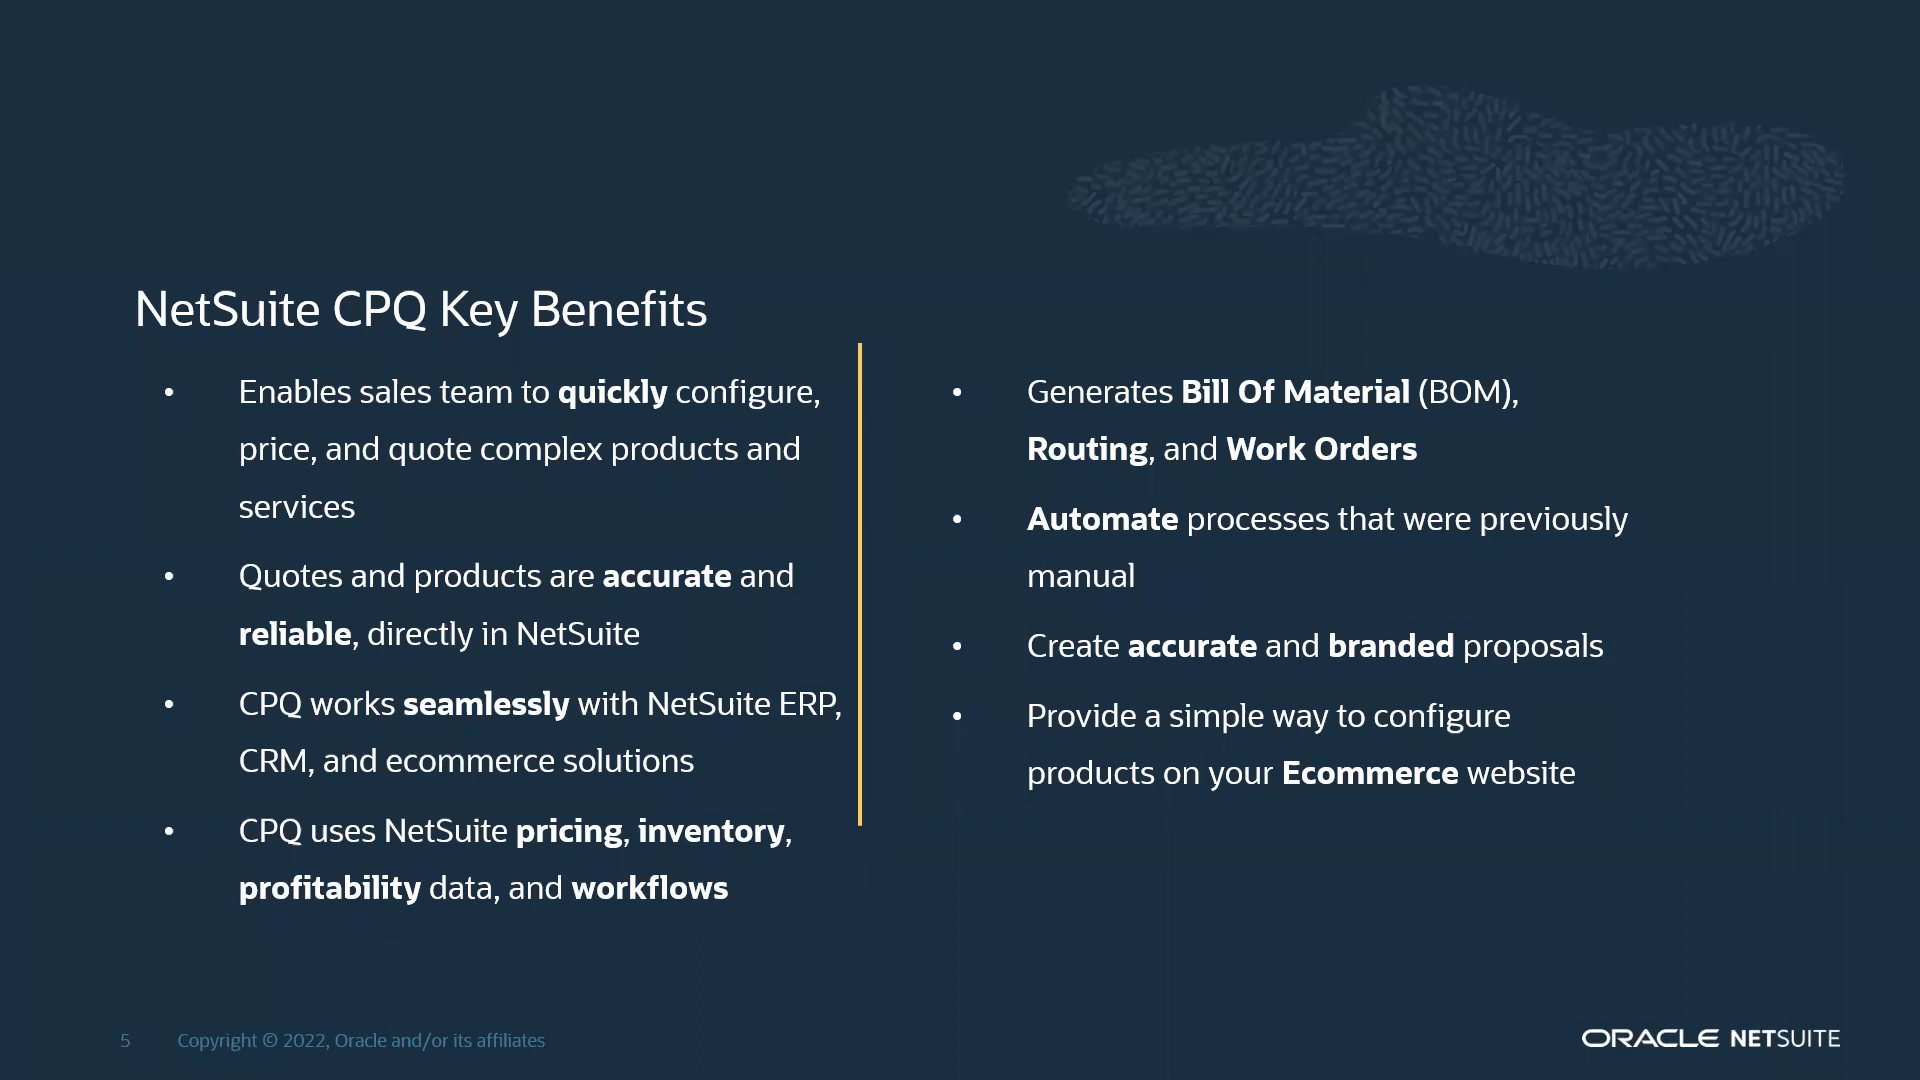 NetSuite CPQ Key Benefits
• Enables sales team to quickly configure,
price, and quote complex products and
services
• Quotes and products are accurate and
reliable, directly in NetSuite
• CPQ works seamlessly with NetSuite ERP,
CRM, and ecommerce solutions
• CPQ uses NetSuite pricing, inventory,
profitability data, and workflows
• Generates Bill Of Material (BOM),
Routing, and Work Orders
• Automate processes that were previously
manual
• Create accurate and branded proposals
• Provide a simple way to configure
products on your Ecommerce website
5 Copyright © 2022, Oracle and/or its affiliates
ORACLE NETSUITE